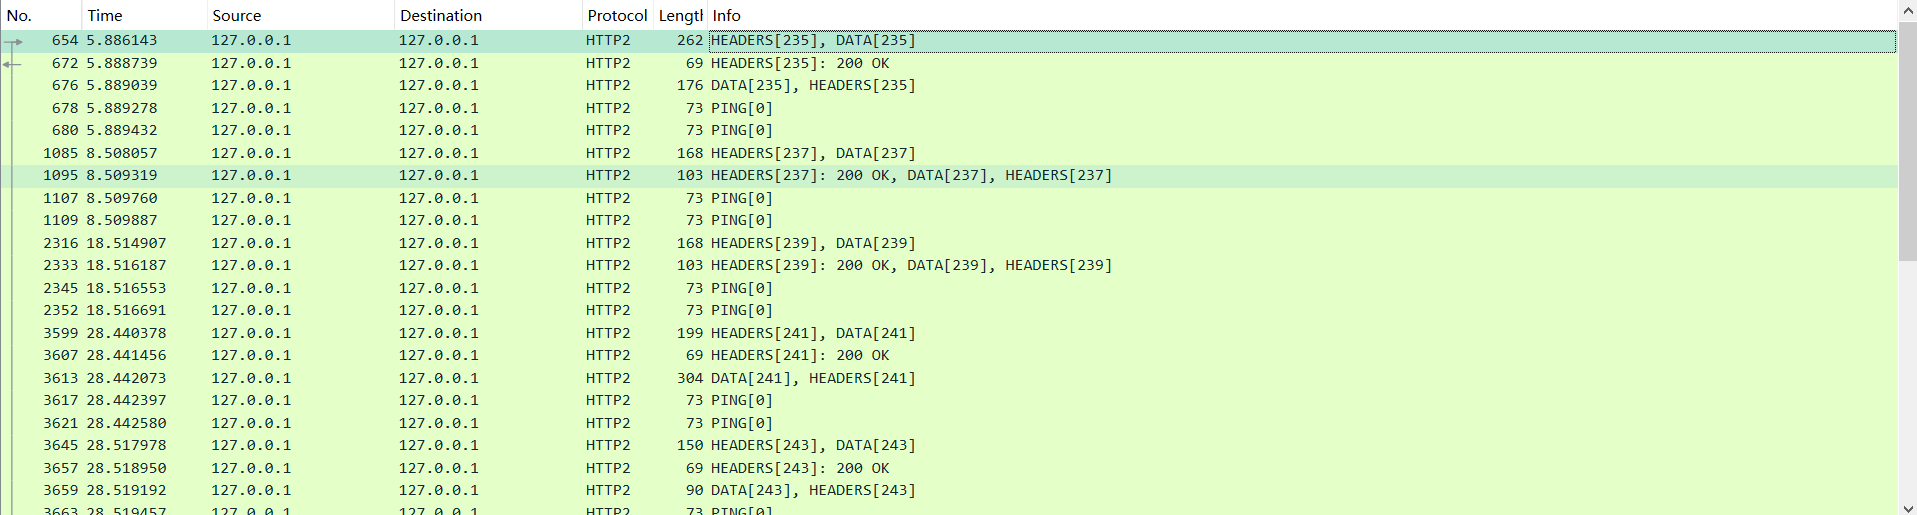 No. Time Source Destination Protocol Lengtl Info
654 5.886143 127.0.0.1 127.0.0.1 HTTP2 262 HEADERS[235], DATA[235]
672 5.888739 127.0.0.1 127.0.0.1 HTTP2 69 HEADERS[235]: 200 OK
676 5.889039 127.0.0.1 127.0.0.1 HTTP2 176 DATA[235], HEADERS[235]
678 5.889278 127.0.0.1 127.0.0.1 HTTP2 73 PING[0]
680 5.889432 127.0.0.1 127.0.0.1 HTTP2 73 PING[0]
1085 8.508057 127.0.0.1 127.0.0.1 HTTP2 168 HEADERS[237], DATA[237]
1095 8.509319 127.0.0.1 127.0.0.1 HTTP2 103 HEADERS[237]: 200 OK, DATA[237], HEADERS[237]
1107 8.509760 127.0.0.1 127.0.0.1 HTTP2 73 PING[0]
1109 8.509887 127.0.0.1 127.0.0.1 HTTP2 73 PING[0]
2316 18.514907 127.0.0.1 127.0.0.1 HTTP2 168 HEADERS[239], DATA[239]
2333 18.516187 127.0.0.1 127.0.0.1 HTTP2 103 HEADERS[239]: 200 OK, DATA[239], HEADERS[239]
2345 18.516553 127.0.0.1 127.0.0.1 HTTP2 73 PING[0]
2352 18.516691 127.0.0.1 127.0.0.1 HTTP2 73 PING[0]
3599 28.440378 127.0.0.1 127.0.0.1 HTTP2 199 HEADERS[241], DATA[241]
3607 28.441456 127.0.0.1 127.0.0.1 HTTP2 69 HEADERS[241]: 200 OK
3613 28.442073 127.0.0.1 127.0.0.1 HTTP2 304 DATA[241], HEADERS[241]
3617 28.442397 127.0.0.1 127.0.0.1 HTTP2 73 PING[0]
3621 28.442580 127.0.0.1 127.0.0.1 HTTP2 73 PING[0]
3645 28.517978 127.0.0.1 127.0.0.1 HTTP2 150 HEADERS[243], DATA[243]
3657 28.518950 127.0.0.1 127.0.0.1 HTTP2 69 HEADERS[243]: 200 OK
3659 28.519192 127.0.0.1 127.0.0.1 HTTP2 90 DATA[243], HEADERS[243]
3663 28.519457 127.0.0.1 127.0.0.1 HTTP2 73 PING[0]